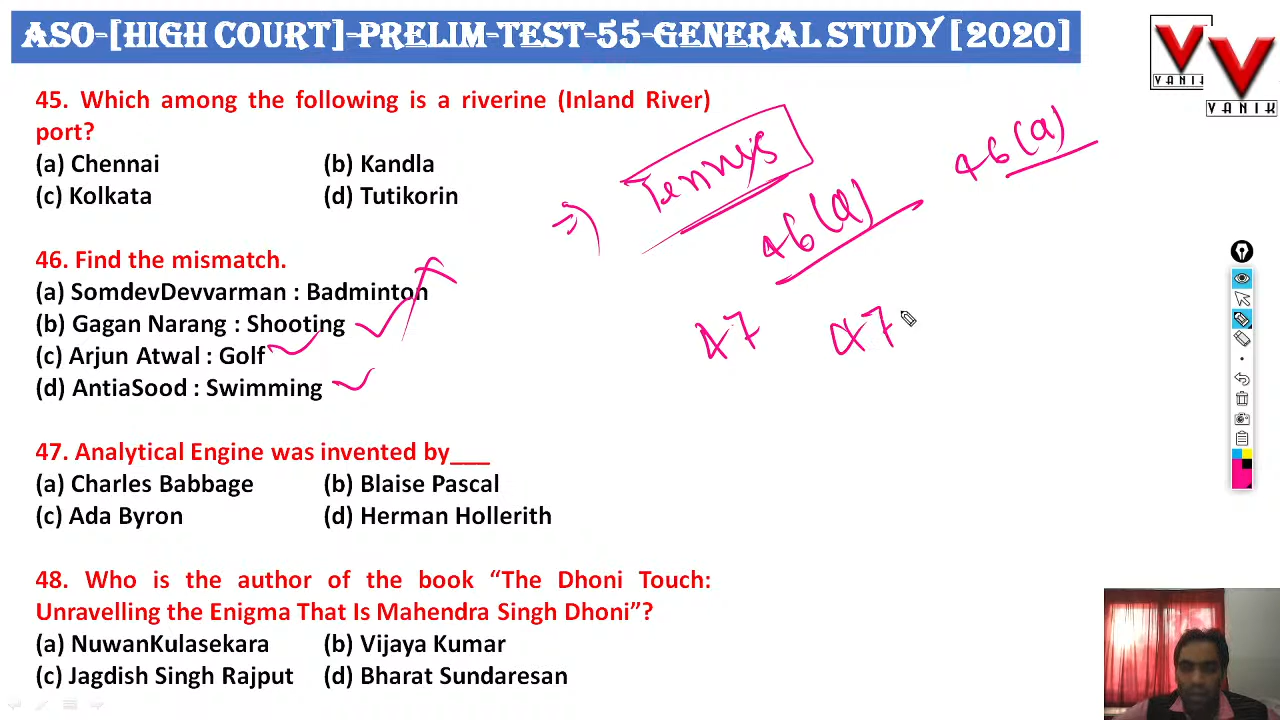 ASO-[HIGH COURT]-PRELIM-TEST-55-GENERAL STUDY [2020]
VANIK
VANIK
45. Which among the following is a riverine (Inland River)
port?
(a) Chennai (b) Kandla
(c) Kolkata (d) Tutikorin
=> Tennys
46(a)
46(a)
46. Find the mismatch.
(a) SomdevDevvarman : Badminton
(b) Gagan Narang : Shooting
(c) Arjun Atwal : Golf
(d) AntiaSood : Swimming
47 47
47. Analytical Engine was invented by___
(a) Charles Babbage (b) Blaise Pascal
(c) Ada Byron (d) Herman Hollerith
48. Who is the author of the book “The Dhoni Touch:
Unravelling the Enigma That Is Mahendra Singh Dhoni”?
(a) NuwanKulasekara (b) Vijaya Kumar
(c) Jagdish Singh Rajput (d) Bharat Sundaresan